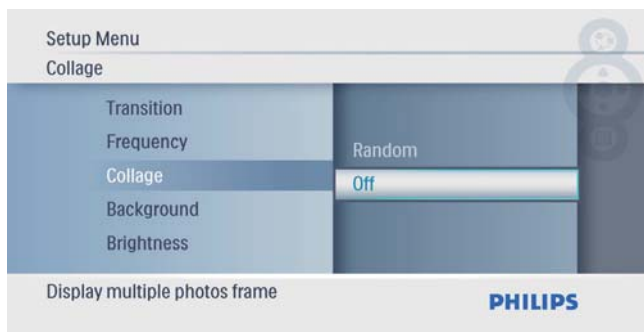 Setup Menu
Collage
Transition
Frequency
Collage
Background
Brightness
Random
Off
Display multiple photos frame
PHILIPS